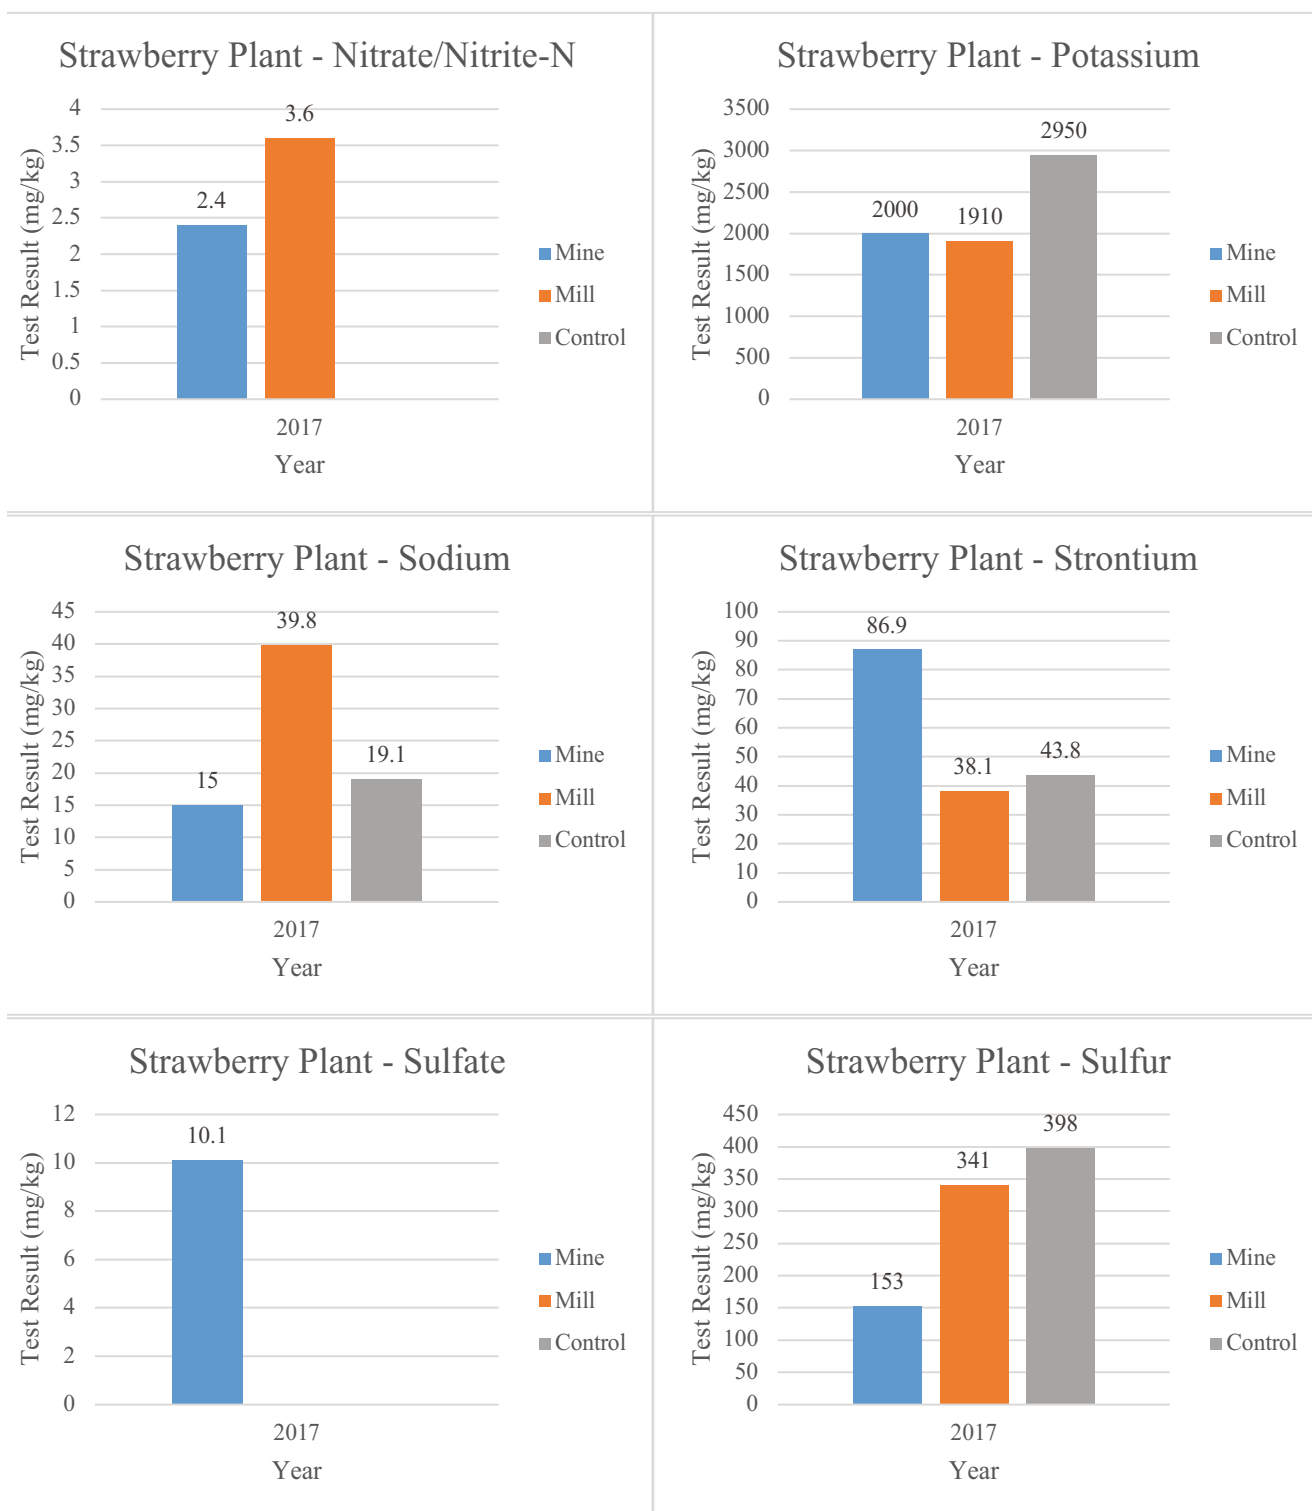 Strawberry Plant - Nitrate/Nitrite-N
4
3.5
3
2.5
2
1.5
1
0.5
0
Test Result (mg/kg)
2.4
3.6
2017
Year
Mine
Mill
Control
Strawberry Plant - Potassium
3500
3000
2500
2000
1500
1000
500
0
Test Result (mg/kg)
2000
1910
2950
2017
Year
Mine
Mill
Control
Strawberry Plant - Sodium
45
40
35
30
25
20
15
10
5
0
Test Result (mg/kg)
15
39.8
19.1
2017
Year
Mine
Mill
Control
Strawberry Plant - Strontium
100
90
80
70
60
50
40
30
20
10
0
Test Result (mg/kg)
86.9
38.1
43.8
2017
Year
Mine
Mill
Control
Strawberry Plant - Sulfate
12
10
8
6
4
2
0
Test Result (mg/kg)
10.1
2017
Year
Mine
Mill
Control
Strawberry Plant - Sulfur
450
400
350
300
250
200
150
100
50
0
Test Result (mg/kg)
153
341
398
2017
Year
Mine
Mill
Control